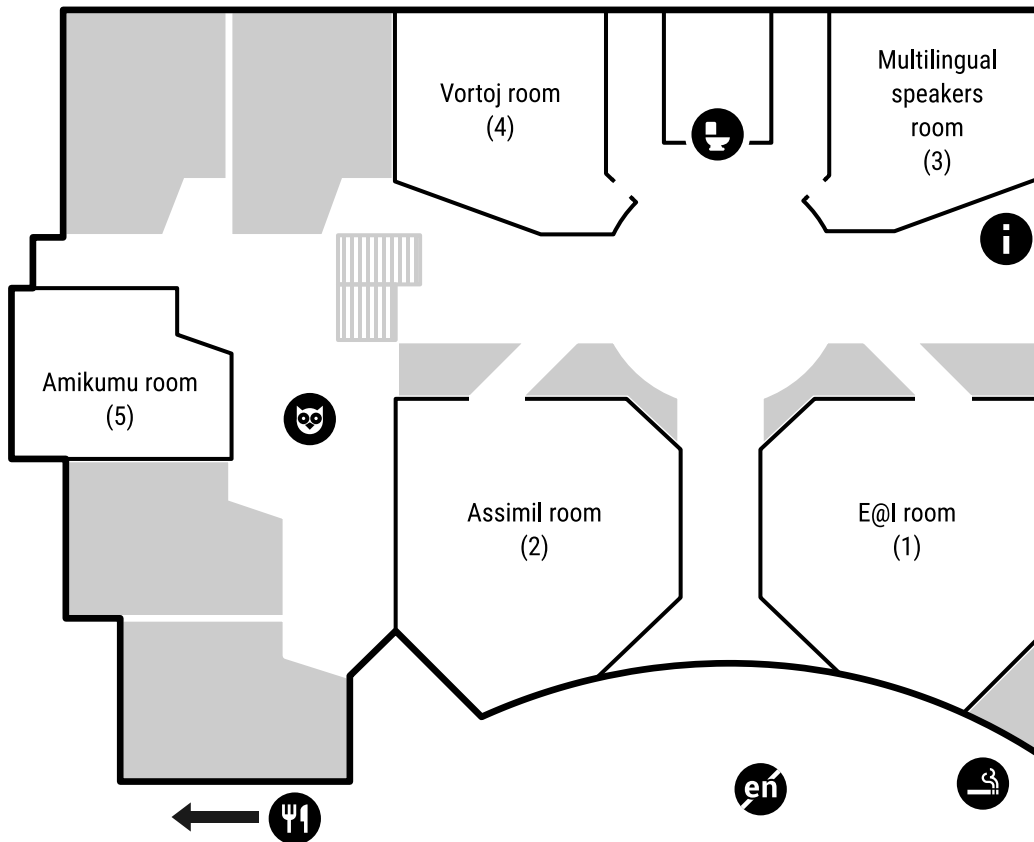 Vortoj room
(4)
Multilingual
speakers
room
(3)
i
Amikumu room
(5)
Assimil room
(2)
E@I room
(1)
en